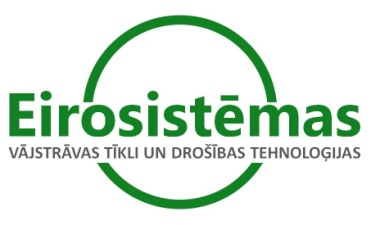 Eirosistēmas
VĀJSTRĀVAS TĪKLI UN DROŠĪBAS TEHNOLOĢIJAS